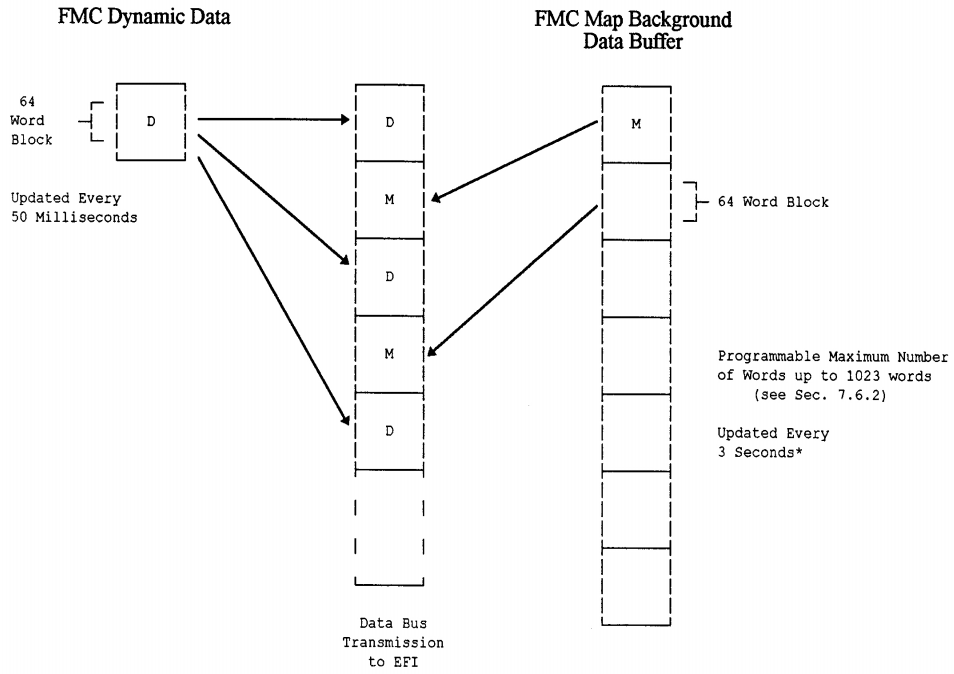 FMC Dynamic Data
FMC Map Background
Data Buffer
64
Word
Block
D
Updated Every
50 Milliseconds
D
M
D
M
D
Data Bus
Transmission
to EFI
M
64 Word Block
Programmable Maximum Number
of Words up to 1023 words
(see Sec. 7.6.2)
Updated Every
3 Seconds*